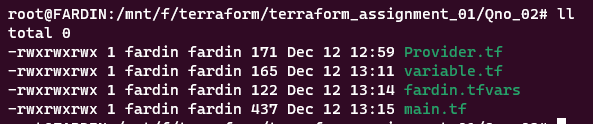 root@FARDIN:/mnt/f/terraform/terraform_assignment_01/Qno_02# ll
total 0
-rwxrwxrwx 1 fardin fardin 171 Dec 12 12:59 Provider.tf
-rwxrwxrwx 1 fardin fardin 165 Dec 12 13:11 variable.tf
-rwxrwxrwx 1 fardin fardin 122 Dec 12 13:14 fardin.tfvars
-rwxrwxrwx 1 fardin fardin 437 Dec 12 13:15 main.tf